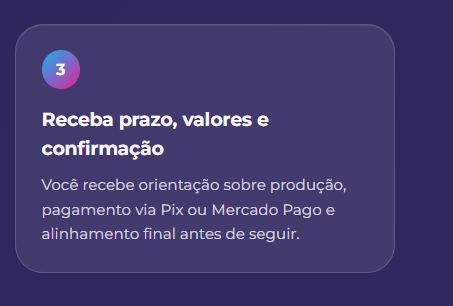 3
Receba prazo, valores e
confirmação
Você recebe orientação sobre produção,
pagamento via Pix ou Mercado Pago e
alinhamento final antes de seguir.